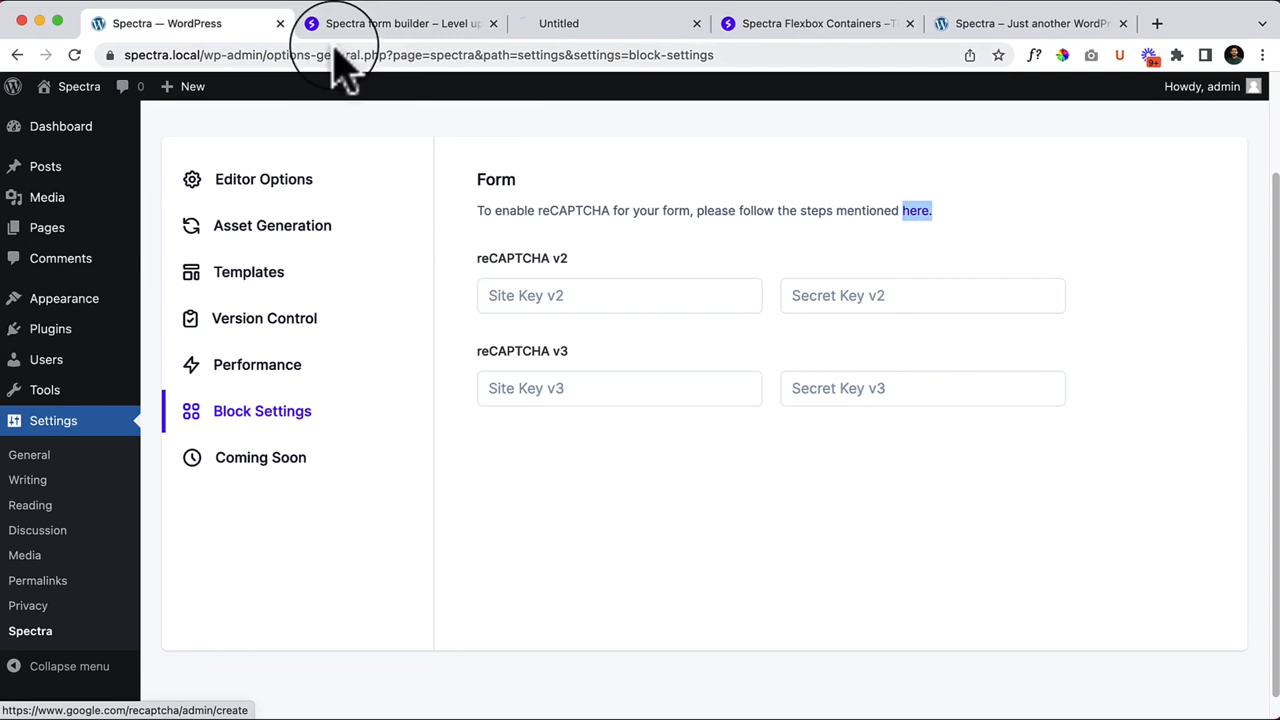 Spectra — WordPress
Spectra form builder – Level up
Untitled
Spectra Flexbox Containers – T
Spectra – Just another WordPr
spectra.local/wp-admin/options-general.php?page=spectra&path=settings&settings=block-settings
f?
U
9+
Spectra
0
New
Howdy, admin
Dashboard
Posts
Media
Pages
Comments
Appearance
Plugins
Users
Tools
Settings
General
Writing
Reading
Discussion
Media
Permalinks
Privacy
Spectra
Collapse menu
Editor Options
Asset Generation
Templates
Version Control
Performance
Block Settings
Coming Soon
Form
To enable reCAPTCHA for your form, please follow the steps mentioned here.
reCAPTCHA v2
Site Key v2
Secret Key v2
reCAPTCHA v3
Site Key v3
Secret Key v3
https://www.google.com/recaptcha/admin/create